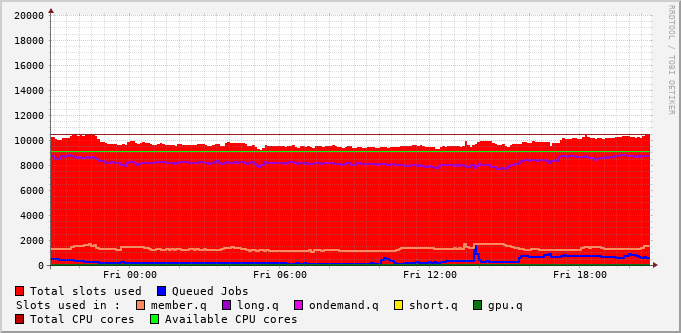 20000
18000
16000
14000
12000
10000
8000
6000
4000
2000
0
Fri 00:00 Fri 06:00 Fri 12:00 Fri 18:00
RRDTOOL / TOBI OETIKER
Total slots used Queued Jobs
Slots used in : member.q long.q ondemand.q short.q gpu.q
Total CPU cores Available CPU cores